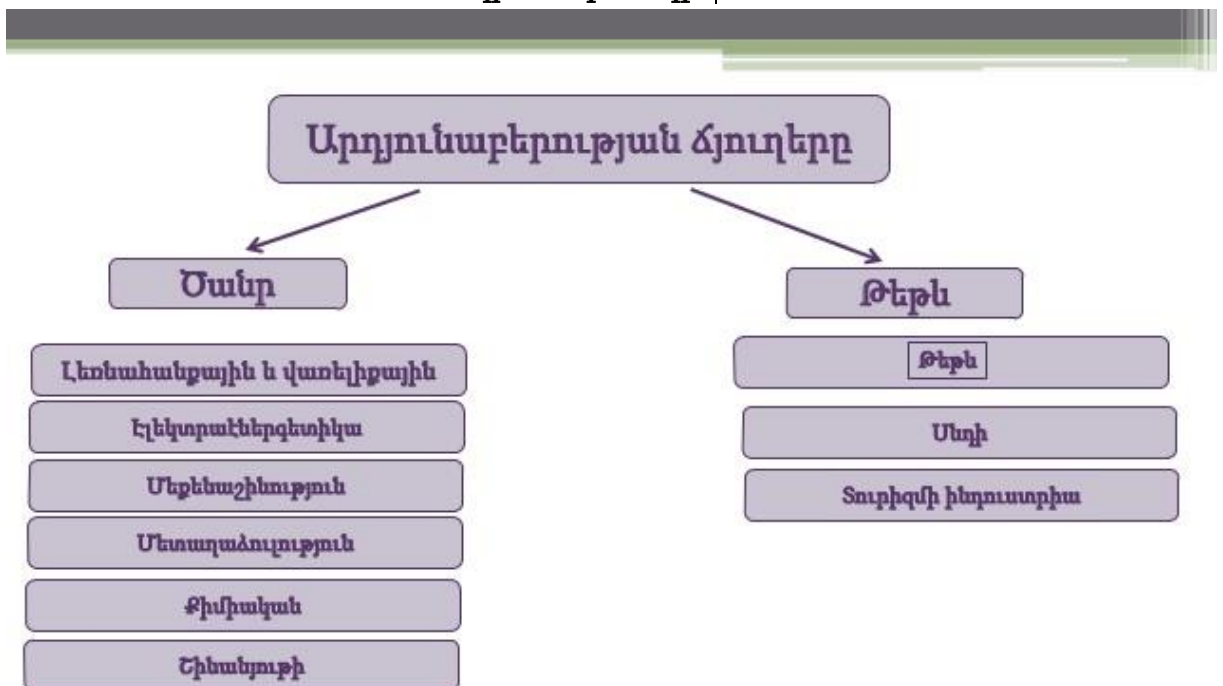 Արդյունաբերության ճյուղերը
Ծանր
Լեռնահանքային և վառելիքային
Էլեկտրաէներգետիկա
Մեքենաշինություն
Մետաղաձուլություն
Քիմիական
Շինանյութի
Թեթև
Թեթև
Սնդի
Տուրիզմի ինդուստրիա